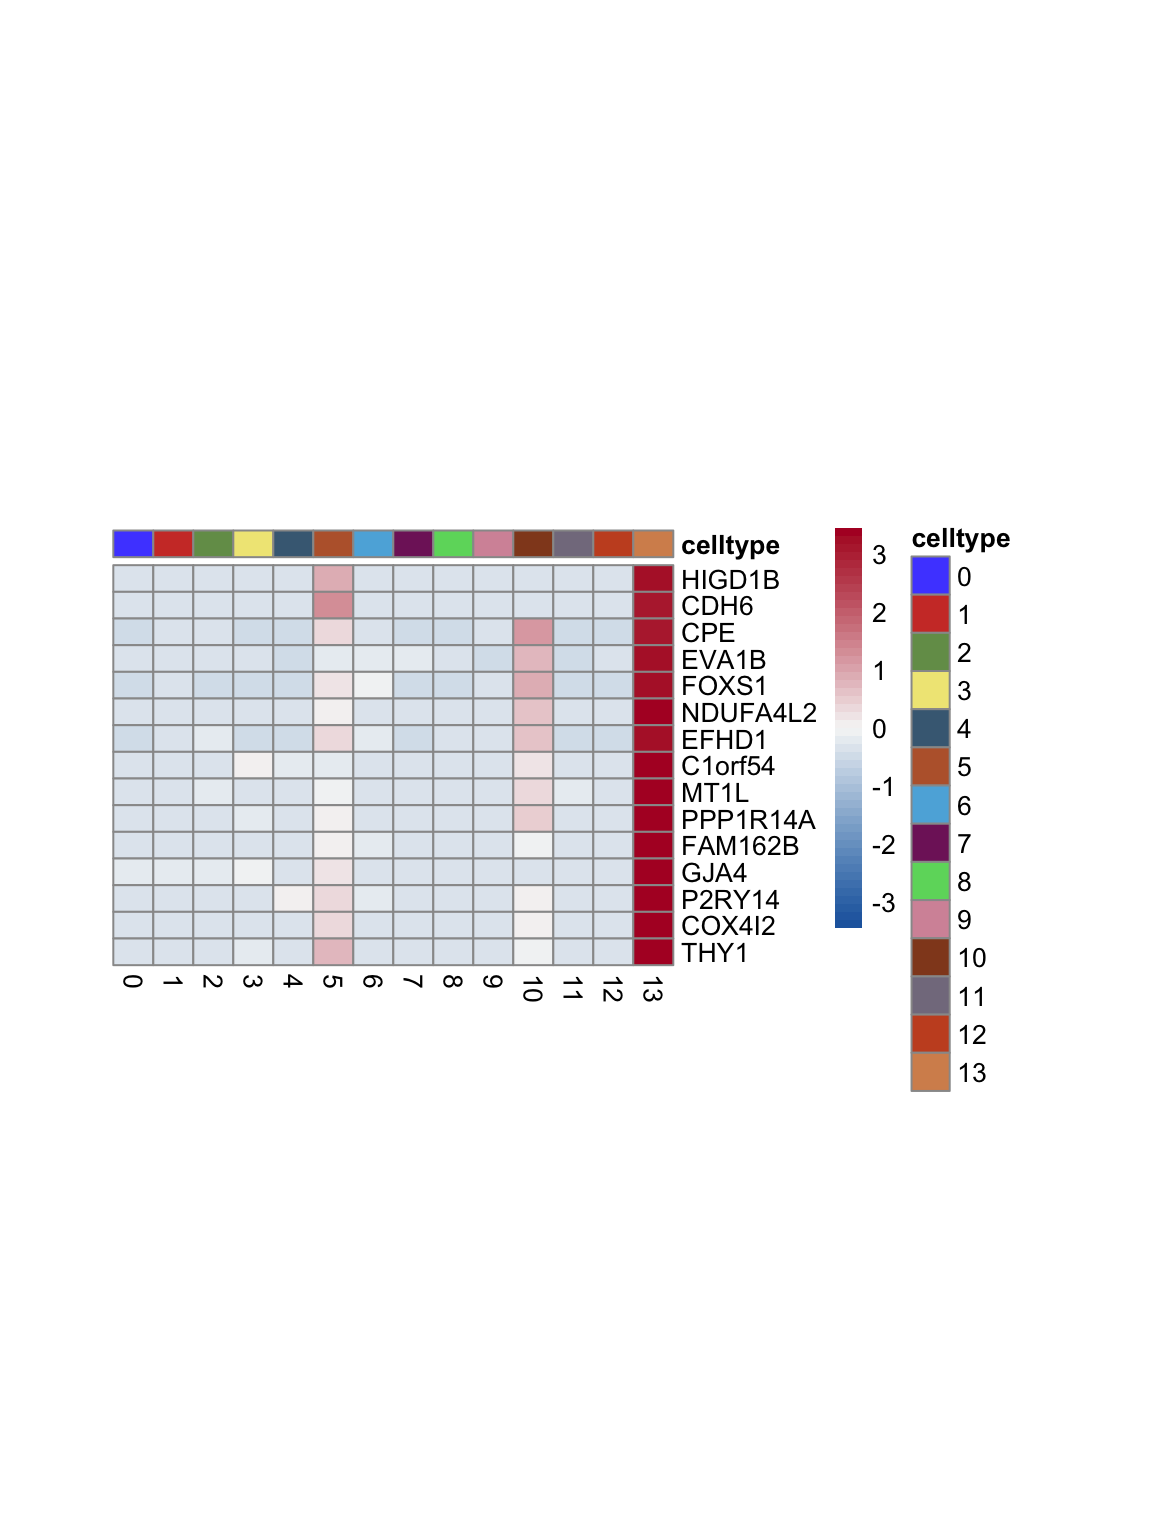 celltype
HIGD1B
CDH6
CPE
EVA1B
FOXS1
NDUFA4L2
EFHD1
C1orf54
MT1L
PPP1R14A
FAM162B
GJA4
P2RY14
COX4I2
THY1
0 1 2 3 4 5 6 7 8 9 10 11 12 13
3
2
1
0
-1
-2
-3
celltype
0
1
2
3
4
5
6
7
8
9
10
11
12
13